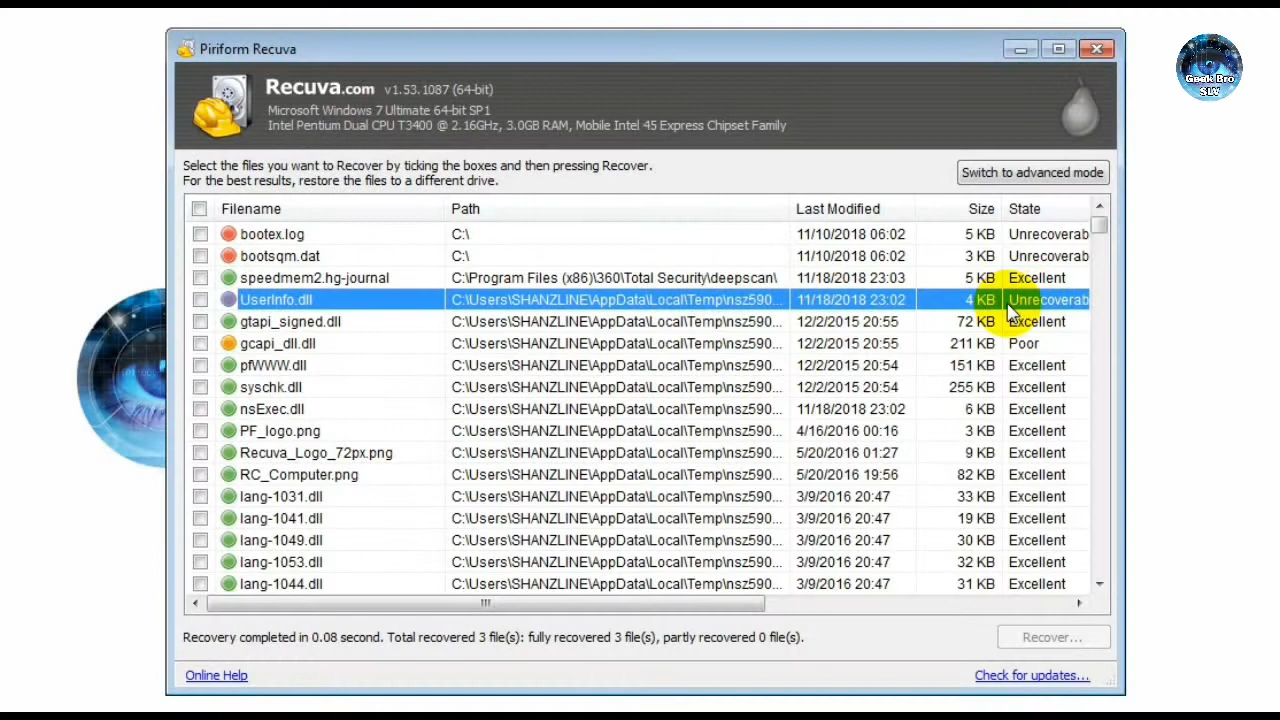 Piriform Recuva
Geek Bro
SLV
Recuva.com v1.53.1087 (64-bit)
Microsoft Windows 7 Ultimate 64-bit SP1
Intel Pentium Dual CPU T3400 @ 2.16GHz, 3.0GB RAM, Mobile Intel 45 Express Chipset Family
Select the files you want to Recover by ticking the boxes and then pressing Recover.
For the best results, restore the files to a different drive.
Switch to advanced mode
Filename Path Last Modified Size State
bootex.log C:\ 11/10/2018 06:02 5 KB Unrecoverab
bootsqm.dat C:\ 11/10/2018 06:02 3 KB Unrecoverab
speedmem2.hg-journal C:\Program Files (x86)\360\Total Security\deepscan\ 11/18/2018 23:03 5 KB Excellent
UserInfo.dll C:\Users\SHANZLINE\AppData\Local\Temp\nsz590... 11/18/2018 23:02 4 KB Unrecoverab
gtapi_signed.dll C:\Users\SHANZLINE\AppData\Local\Temp\nsz590... 12/2/2015 20:55 72 KB Excellent
gcapi_dll.dll C:\Users\SHANZLINE\AppData\Local\Temp\nsz590... 12/2/2015 20:55 211 KB Poor
pfWWW.dll C:\Users\SHANZLINE\AppData\Local\Temp\nsz590... 12/2/2015 20:54 151 KB Excellent
syschk.dll C:\Users\SHANZLINE\AppData\Local\Temp\nsz590... 12/2/2015 20:54 255 KB Excellent
nsExec.dll C:\Users\SHANZLINE\AppData\Local\Temp\nsz590... 11/18/2018 23:02 6 KB Excellent
PF_logo.png C:\Users\SHANZLINE\AppData\Local\Temp\nsz590... 4/16/2016 00:16 3 KB Excellent
Recuva_Logo_72px.png C:\Users\SHANZLINE\AppData\Local\Temp\nsz590... 5/20/2016 01:27 9 KB Excellent
RC_Computer.png C:\Users\SHANZLINE\AppData\Local\Temp\nsz590... 5/20/2016 19:56 82 KB Excellent
lang-1031.dll C:\Users\SHANZLINE\AppData\Local\Temp\nsz590... 3/9/2016 20:47 33 KB Excellent
lang-1041.dll C:\Users\SHANZLINE\AppData\Local\Temp\nsz590... 3/9/2016 20:47 19 KB Excellent
lang-1049.dll C:\Users\SHANZLINE\AppData\Local\Temp\nsz590... 3/9/2016 20:47 30 KB Excellent
lang-1053.dll C:\Users\SHANZLINE\AppData\Local\Temp\nsz590... 3/9/2016 20:47 32 KB Excellent
lang-1044.dll C:\Users\SHANZLINE\AppData\Local\Temp\nsz590... 3/9/2016 20:47 31 KB Excellent
Recovery completed in 0.08 second. Total recovered 3 file(s): fully recovered 3 file(s), partly recovered 0 file(s).
Recover...
Online Help
Check for updates...